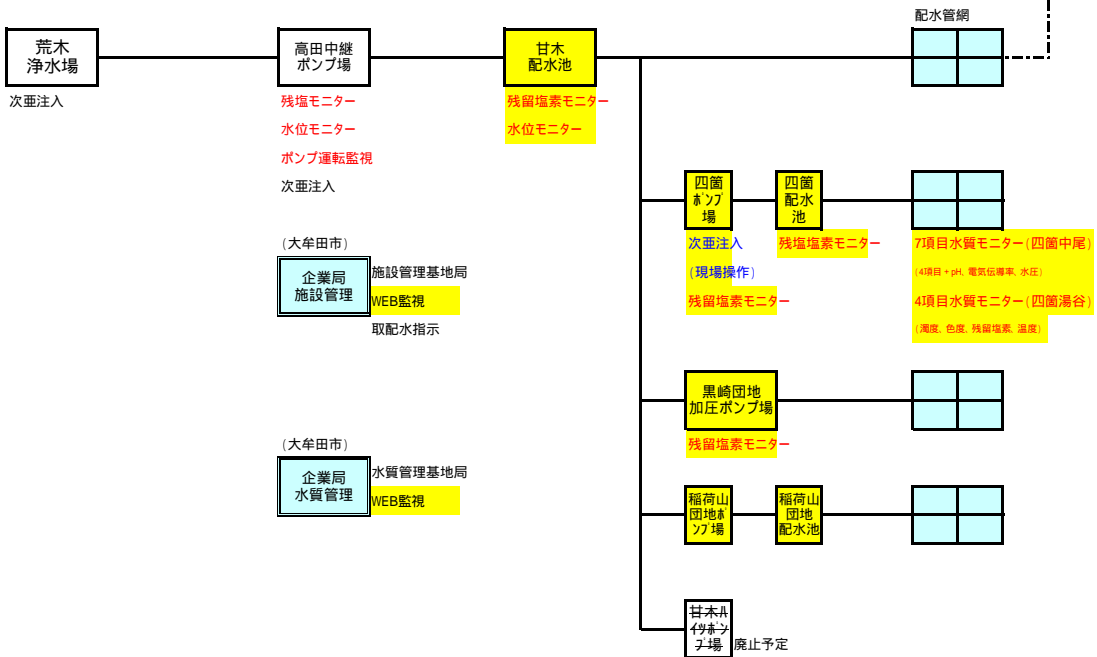 配水管網
荒木
浄水場
高田中継
ポンプ場
甘木
配水池
次亜注入
残塩モニター
水位モニター
ポンプ運転監視
次亜注入
残留塩素モニター
水位モニター
四箇
ﾎﾟﾝﾌﾟ
場
四箇
配水
池
次亜注入
(現場操作)
残留塩素モニター
残塩塩素モニター
7項目水質モニター(四箇中尾)
(4項目+pH, 電気伝導率, 水圧)
4項目水質モニター(四箇湯谷)
(濁度, 色度, 残留塩素, 温度)
(大牟田市)
企業局
施設管理
施設管理基地局
WEB監視
取配水指示
黒崎団地
加圧ポンプ場
残留塩素モニター
(大牟田市)
企業局
水質管理
水質管理基地局
WEB監視
稲荷山
団地ﾎﾟ
ﾝﾌﾟ場
稲荷山
団地
配水池
甘木ﾊ
ｲﾂﾎﾟﾝ
ﾌﾟ場
廃止予定